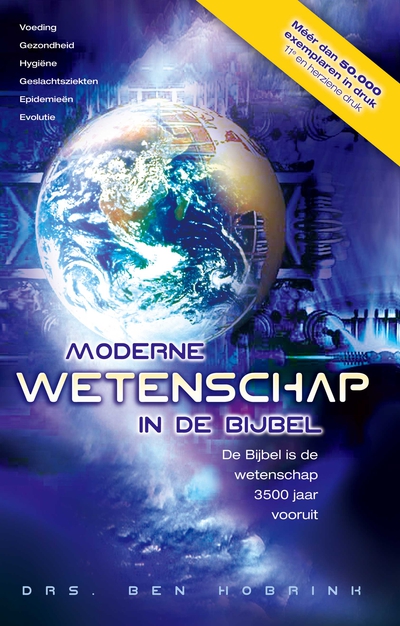 Voeding
Gezondheid
Hygiëne
Geslachtsziekten
Epidemieën
Evolutie
Méér dan 50.000
exemplaren in druk
11e en herziene druk
MODERNE
WETENSCHAP
IN DE BIJBEL
De Bijbel is de
wetenschap
3500 jaar
vooruit
DRS. BEN HOBRINK